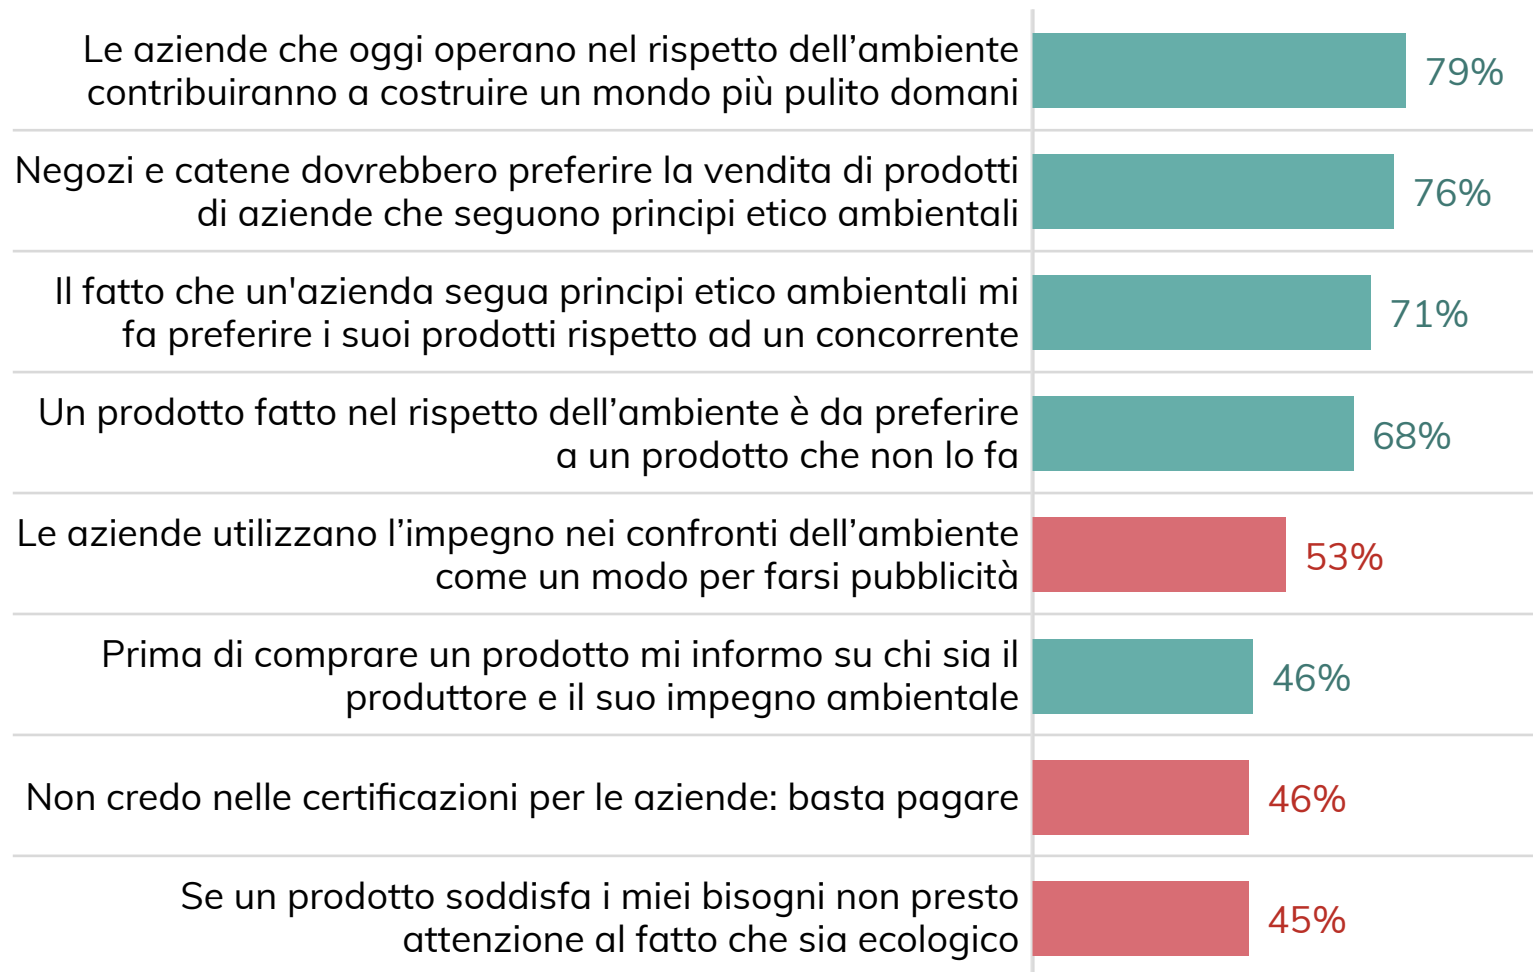 Le aziende che oggi operano nel rispetto dell’ambiente
contribuiranno a costruire un mondo più pulito domani
79%
Negozi e catene dovrebbero preferire la vendita di prodotti
di aziende che seguono principi etico ambientali
76%
Il fatto che un'azienda segua principi etico ambientali mi
fa preferire i suoi prodotti rispetto ad un concorrente
71%
Un prodotto fatto nel rispetto dell’ambiente è da preferire
a un prodotto che non lo fa
68%
Le aziende utilizzano l’impegno nei confronti dell’ambiente
come un modo per farsi pubblicità
53%
Prima di comprare un prodotto mi informo su chi sia il
produttore e il suo impegno ambientale
46%
Non credo nelle certificazioni per le aziende: basta pagare
46%
Se un prodotto soddisfa i miei bisogni non presto
attenzione al fatto che sia ecologico
45%